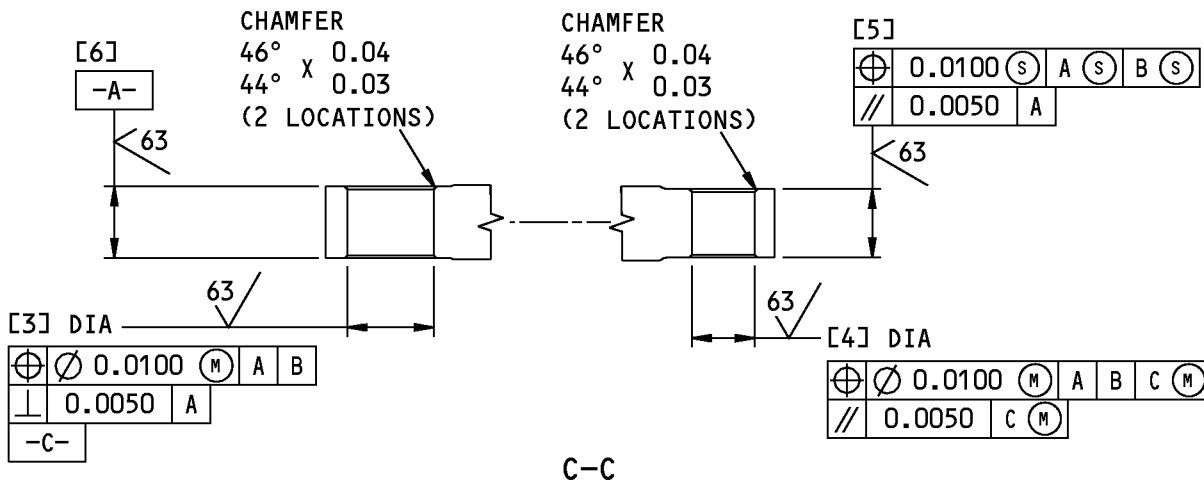 [6]
-A-
63
CHAMFER
46° X 0.04
44° 0.03
(2 LOCATIONS)
CHAMFER
46° X 0.04
44° 0.03
(2 LOCATIONS)
[5]
⌖ 0.0100 Ⓢ A Ⓢ B Ⓢ
// 0.0050 A
63
63
[3] DIA
⌖ ∅ 0.0100 Ⓜ A B
⊥ 0.0050 A
-C-
63
[4] DIA
⌖ ∅ 0.0100 Ⓜ A B C Ⓜ
// 0.0050 C Ⓜ
C-C